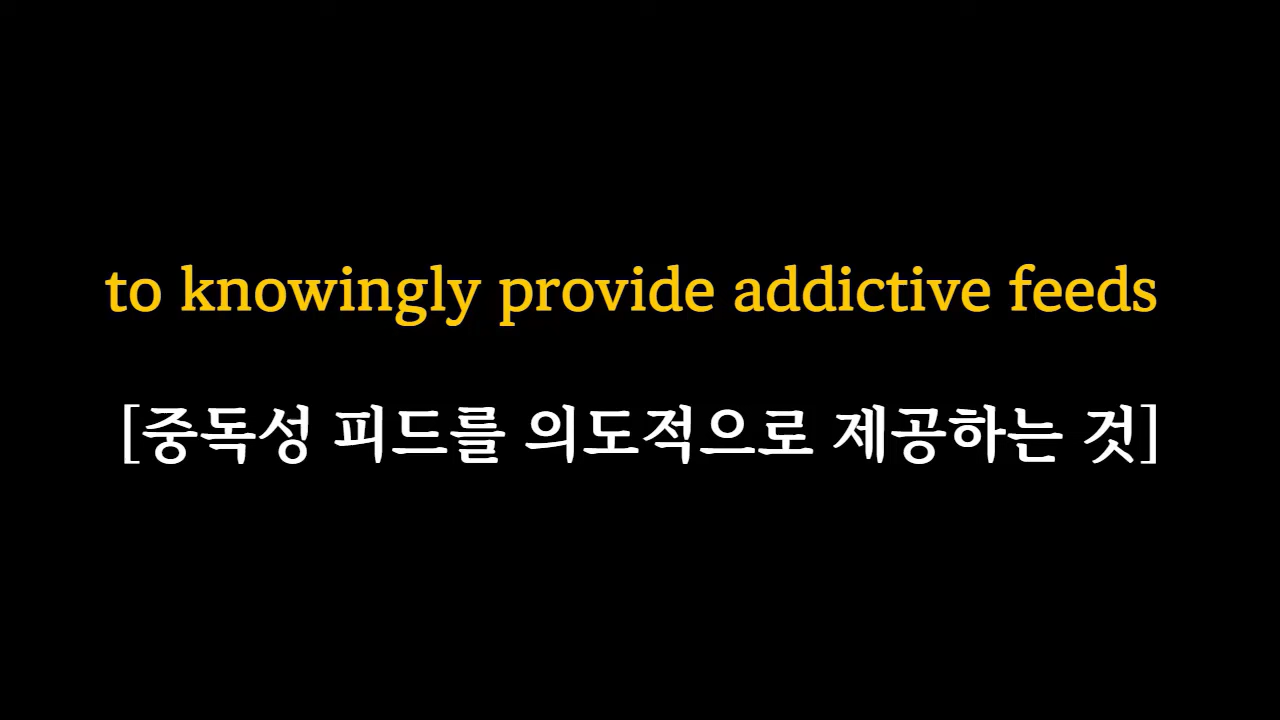 to knowingly provide addictive feeds
[중독성 피드를 의도적으로 제공하는 것]